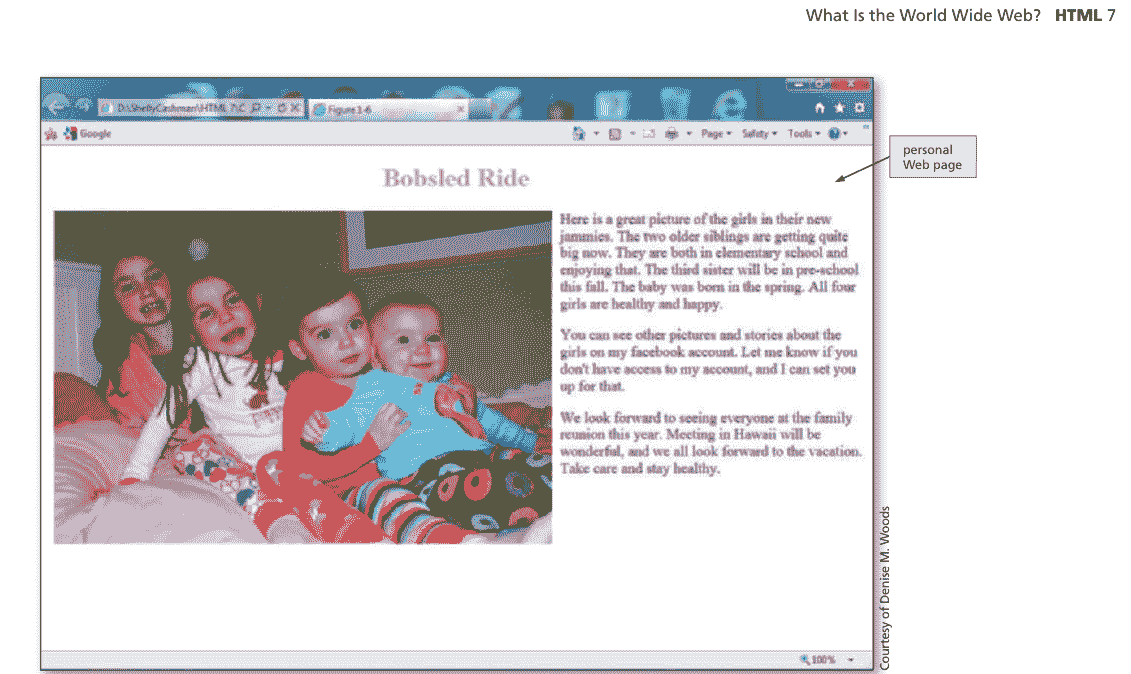 What Is the World Wide Web? HTML 7
D:\ShellyCashman\HTML
Figure 1-6
Google
Page
Safety
Tools
personal
Web page
Bobsled Ride
Here is a great picture of the girls in their new
jammies. The two older siblings are getting quite
big now. They are both in elementary school and
enjoying that. The third sister will be in pre-school
this fall. The baby was born in the spring. All four
girls are healthy and happy.
You can see other pictures and stories about the
girls on my facebook account. Let me know if you
don't have access to my account, and I can set you
up for that.
We look forward to seeing everyone at the family
reunion this year. Meeting in Hawaii will be
wonderful, and we all look forward to the vacation.
Take care and stay healthy.
Courtesy of Denise M. Woods
100%